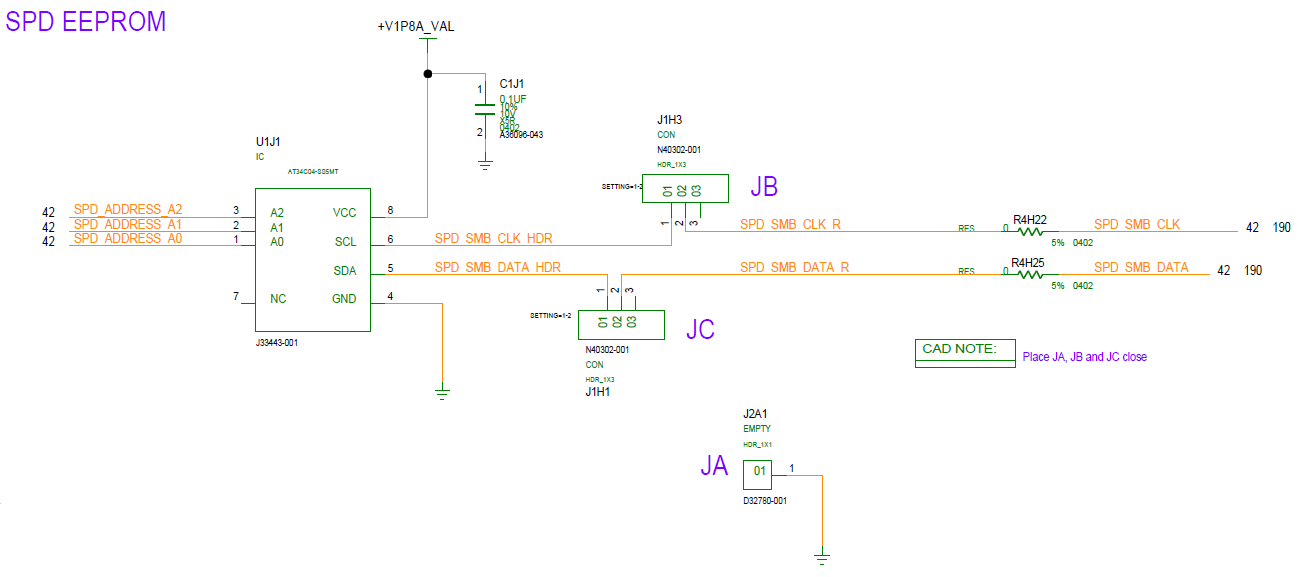 SPD EEPROM
+V1P8A_VAL
C1J1
1
0.1UF
10%
10V
X5R
0402
2
A36096-043
U1J1
IC
AT34C04-SS5MT
J1H3
CON
N40302-001
HDR_1X3
SETTING=1-2
01 02 03
JB
1 2 3
42 SPD_ADDRESS_A2 3 A2 VCC 8
42 SPD_ADDRESS_A1 2 A1
42 SPD_ADDRESS_A0 1 A0 SCL 6 SPD_SMB_CLK_HDR
SPD_SMB_CLK_R RES 0 R4H22 5% 0402 SPD_SMB_CLK 42 190
SDA 5 SPD_SMB_DATA_HDR
SPD_SMB_DATA_R RES 0 R4H25 5% 0402 SPD_SMB_DATA 42 190
7 NC GND 4
J33443-001
1 2 3
SETTING=1-2
01 02 03
JC
N40302-001
CON
HDR_1X3
J1H1
CAD NOTE:
Place JA, JB and JC close
J2A1
EMPTY
HDR_1X1
JA
01 1
D32780-001